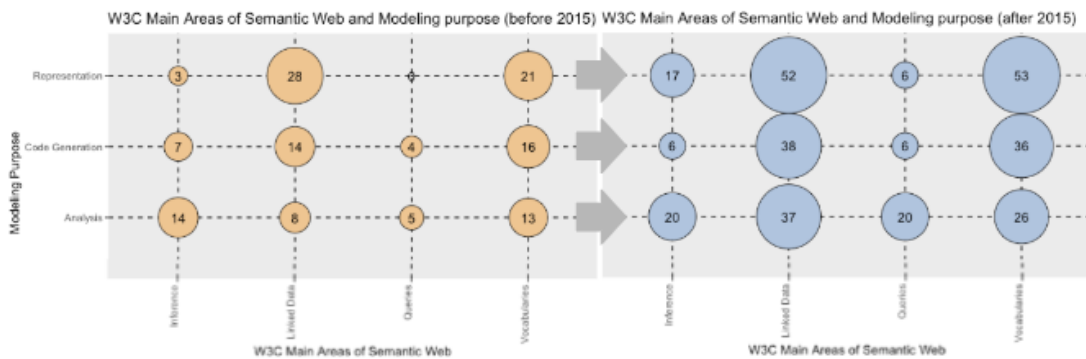 W3C Main Areas of Semantic Web and Modeling purpose (before 2015)
W3C Main Areas of Semantic Web and Modeling purpose (after 2015)
Modeling Purpose
Representation
3 28 0 21
17 52 6 53
Code Generation
7 14 4 16
6 38 6 36
Analysis
14 8 5 13
20 37 20 26
Inference
Linked Data
Queries
Vocabularies
Inference
Linked Data
Queries
Vocabularies
W3C Main Areas of Semantic Web
W3C Main Areas of Semantic Web